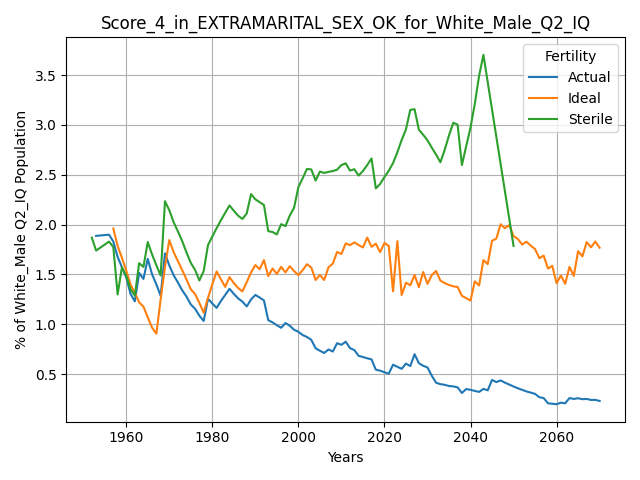 Score_4_in_EXTRAMARITAL_SEX_OK_for_White_Male_Q2_IQ
% of White_Male Q2_IQ Population
3.5
3.0
2.5
2.0
1.5
1.0
0.5
Fertility
Actual
Ideal
Sterile
1960
1980
2000
2020
2040
2060
Years